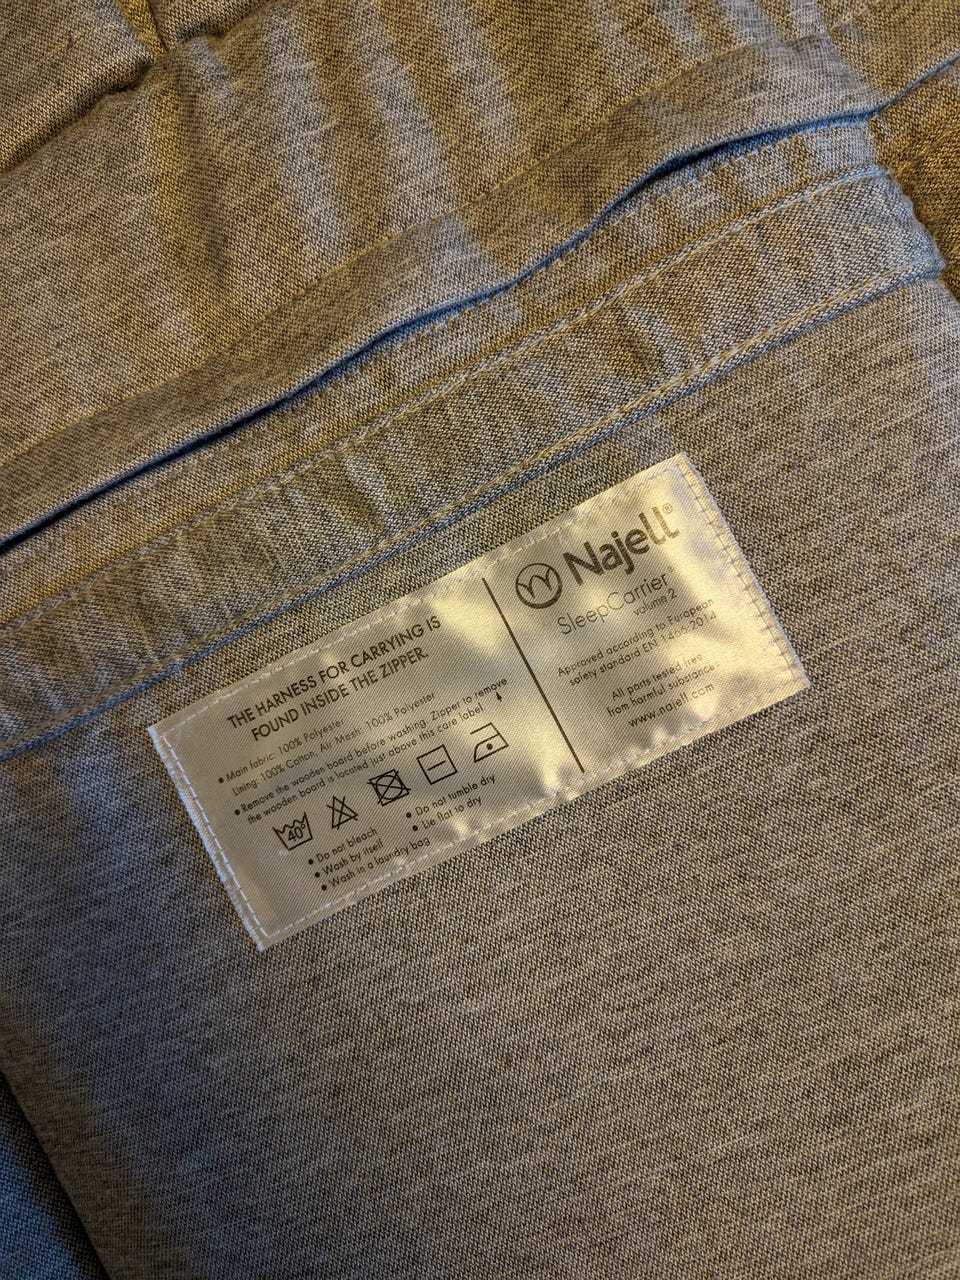 THE HARNESS FOR CARRYING IS
FOUND INSIDE THE ZIPPER.
• Main fabric: 100% Polyester.
Lining: 100% Cotton, Air Mesh: 100% Polyester
• Remove the wooden board before washing. Zipper to remove
the wooden board is located just above this care label
40°
• Do not bleach
• Wash by itself
• Wash in a laundry bag
• Do not tumble dry
• Lie flat to dry
Najell®
SleepCarrier
volume 2
Approved according to European
safety standard EN 1466:2014
All parts tested free
from harmful substances
www.najell.com